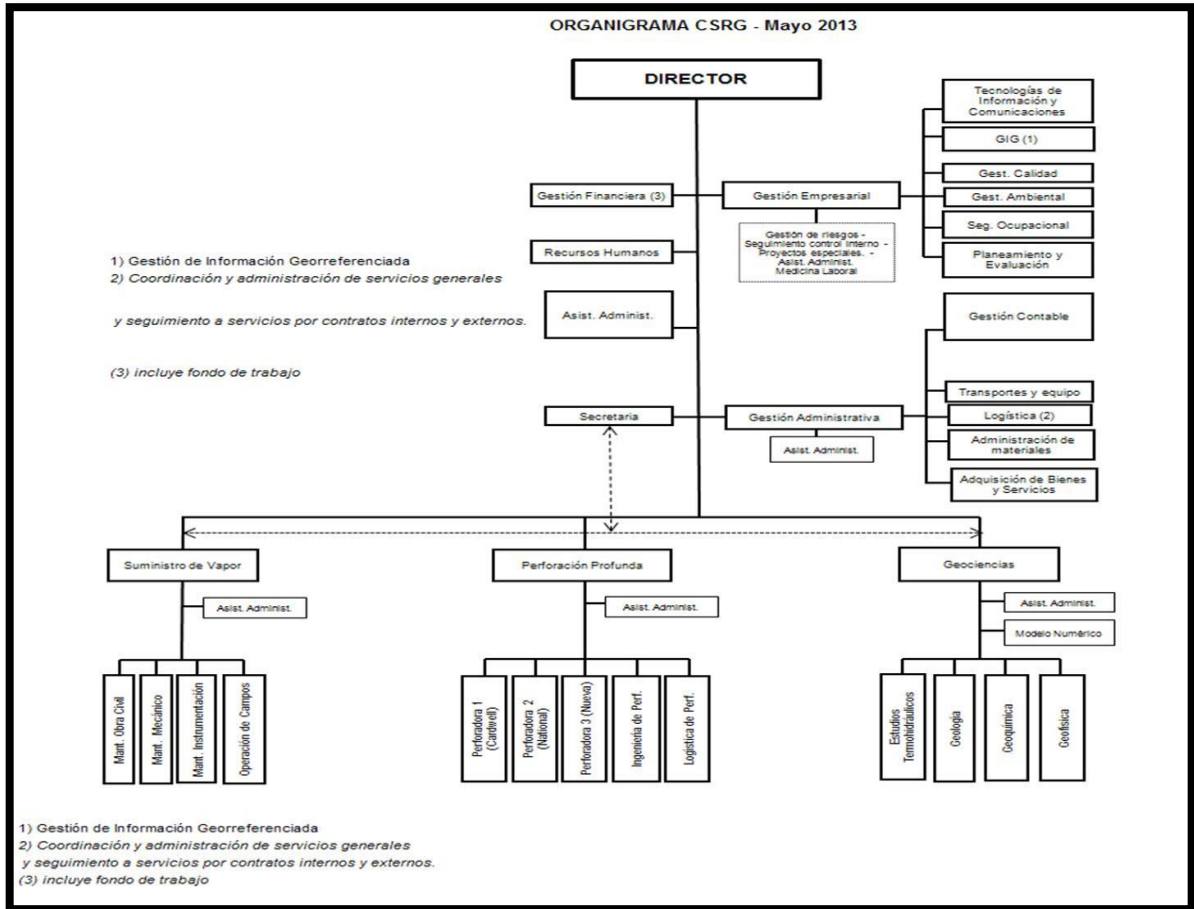 ORGANIGRAMA CSRG - Mayo 2013
DIRECTOR
Tecnologías de
Información y
Comunicaciones
GIG (1)
Gest. Calidad
Gestión Financiera (3)
Gestión Empresarial
Gest. Ambiental
Seg. Ocupacional
Gestión de riesgos -
Seguimiento control interno -
Proyectos especiales. -
Asist. Administ.
Medicina Laboral
Recursos Humanos
Planeamiento y
Evaluación
1) Gestión de Información Georreferenciada
2) Coordinación y administración de servicios generales
y seguimiento a servicios por contratos internos y externos.
(3) incluye fondo de trabajo
Asist. Administ.
Gestión Contable
Transportes y equipo
Secretaria
Gestión Administrativa
Logística (2)
Asist. Administ.
Administración de
materiales
Adquisición de Bienes
y Servicios
Suministro de Vapor
Perforación Profunda
Geociencias
Asist. Administ.
Asist. Administ.
Asist. Administ.
Modelo Numérico
Mant. Obra Civil
Mant. Mecánico
Mant. Instrumentación
Operación de Campos
Perforadora 1
(Cardwell)
Perforadora 2
(National)
Perforadora 3 (Nueva)
Ingeniería de Perf.
Logística de Perf.
Estudios
Termohidráulicos
Geología
Geoquímica
Geofísica
1) Gestión de Información Georreferenciada
2) Coordinación y administración de servicios generales
y seguimiento a servicios por contratos internos y externos.
(3) incluye fondo de trabajo